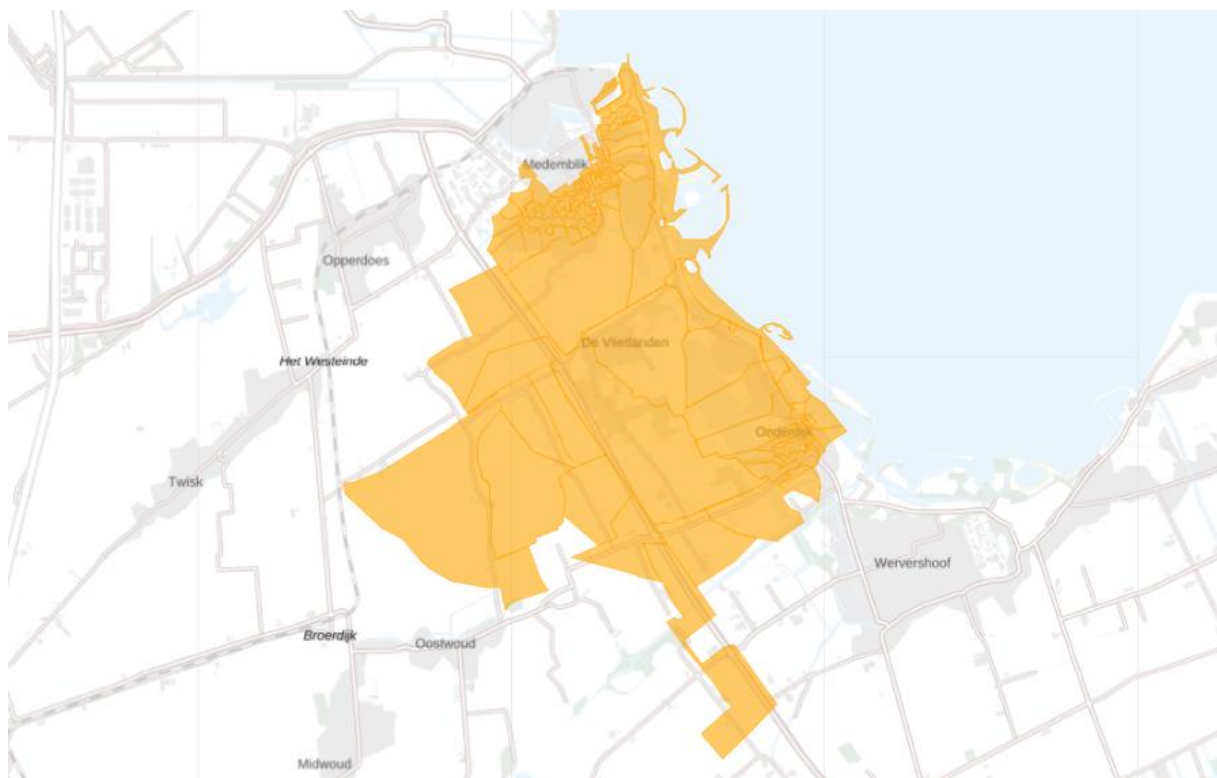 Medemblik
Opperdoes
De Vlietlanden
Het Westeinde
Onderdijk
Twisk
Wervershoof
Broerdijk
Oostwoud
Midwoud